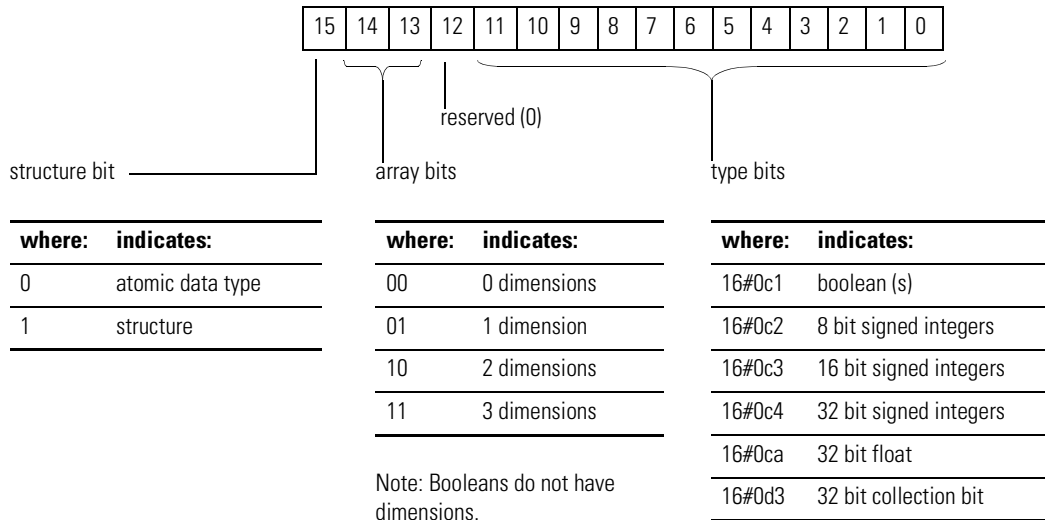 15 14 13 12 11 10 9 8 7 6 5 4 3 2 1 0
reserved (0)
structure bit
array bits
type bits
where: indicates:
0 atomic data type
1 structure
where: indicates:
00 0 dimensions
01 1 dimension
10 2 dimensions
11 3 dimensions
Note: Booleans do not have
dimensions.
where: indicates:
16#0c1 boolean (s)
16#0c2 8 bit signed integers
16#0c3 16 bit signed integers
16#0c4 32 bit signed integers
16#0ca 32 bit float
16#0d3 32 bit collection bit